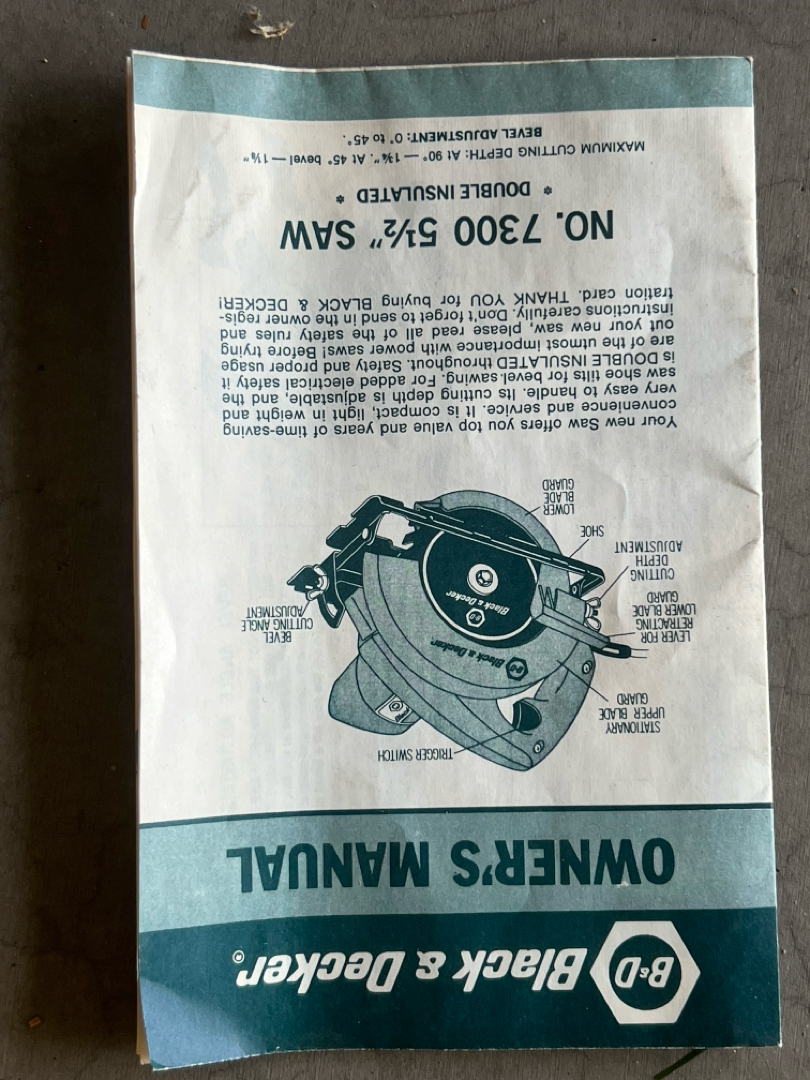 B&D Black & Decker®
OWNER'S MANUAL
TRIGGER SWITCH
STATIONARY
UPPER BLADE
GUARD
LEVER FOR
RETRACTING
LOWER BLADE
GUARD
CUTTING
DEPTH
ADJUSTMENT
SHOE
LOWER
BLADE
GUARD
BEVEL
CUTTING ANGLE
ADJUSTMENT
B&D Black & Decker
B&D
Black & Decker
Your new Saw offers you top value and years of time-saving
convenience and service. It is compact, light in weight and
very easy to handle. Its cutting depth is adjustable, and the
saw shoe tilts for bevel sawing. For added electrical safety it
is DOUBLE INSULATED throughout. Safety and proper usage
are of the utmost importance with power saws! Before trying
out your new saw, please read all of the safety rules and
instructions carefully. Don't forget to send in the owner regis-
tration card. THANK YOU for buying BLACK & DECKER!
NO. 7300 5½" SAW
* DOUBLE INSULATED *
MAXIMUM CUTTING DEPTH: At 90° — 1¾". At 45° bevel — 1⅛"
BEVEL ADJUSTMENT: 0° to 45°.